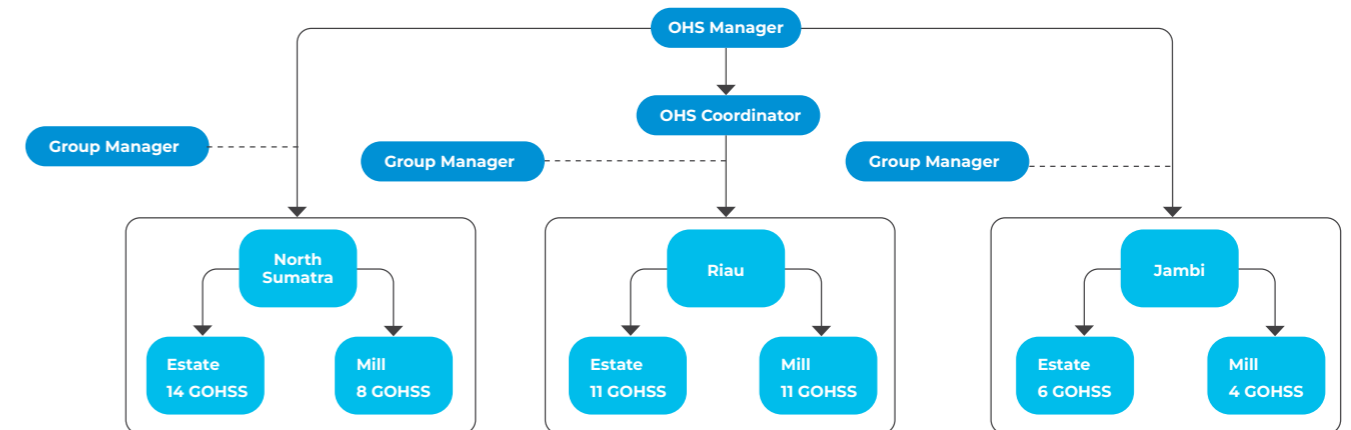 OHS Manager
OHS Coordinator
Group Manager
Group Manager
Group Manager
North
Sumatra
Riau
Jambi
Estate
14 GOHSS
Mill
8 GOHSS
Estate
11 GOHSS
Mill
11 GOHSS
Estate
6 GOHSS
Mill
4 GOHSS